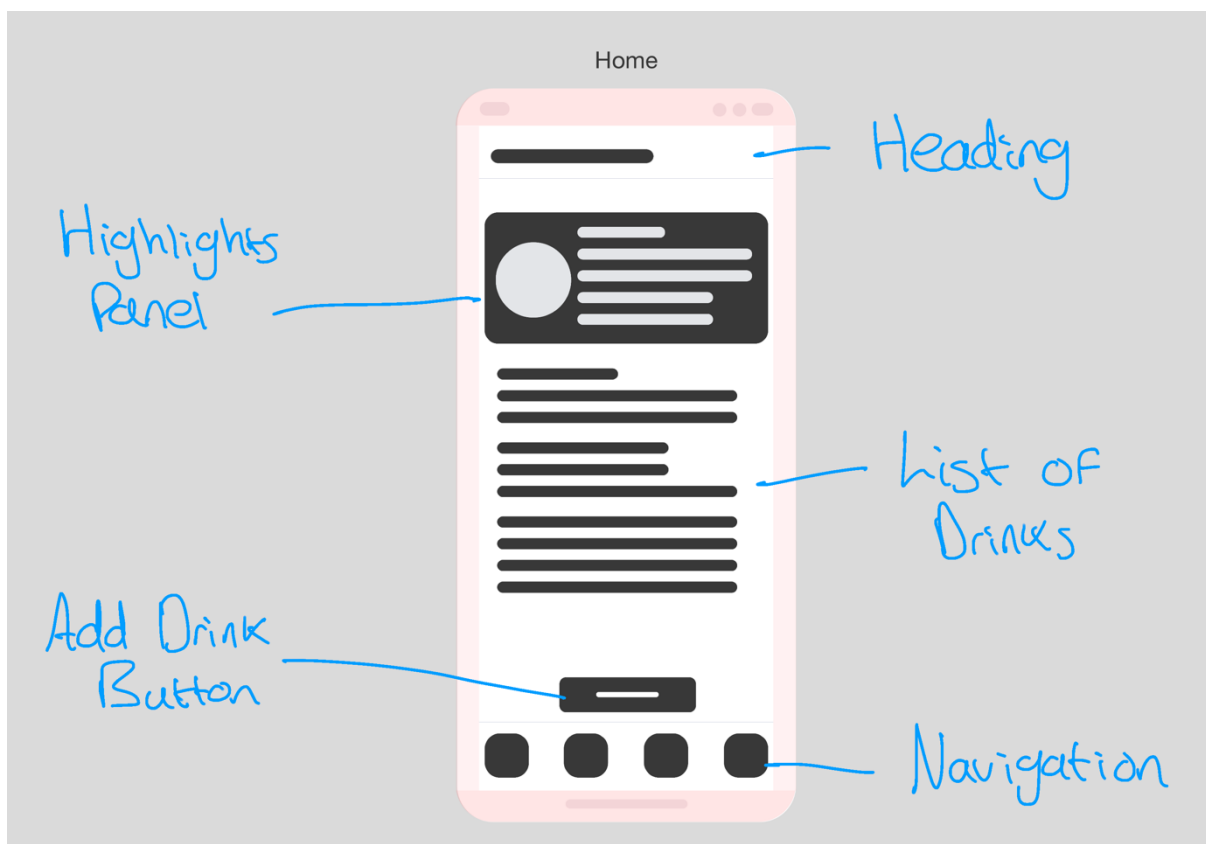 Home
Heading
Highlights
Panel
List of
Drinks
Add Drink
Button
Navigation